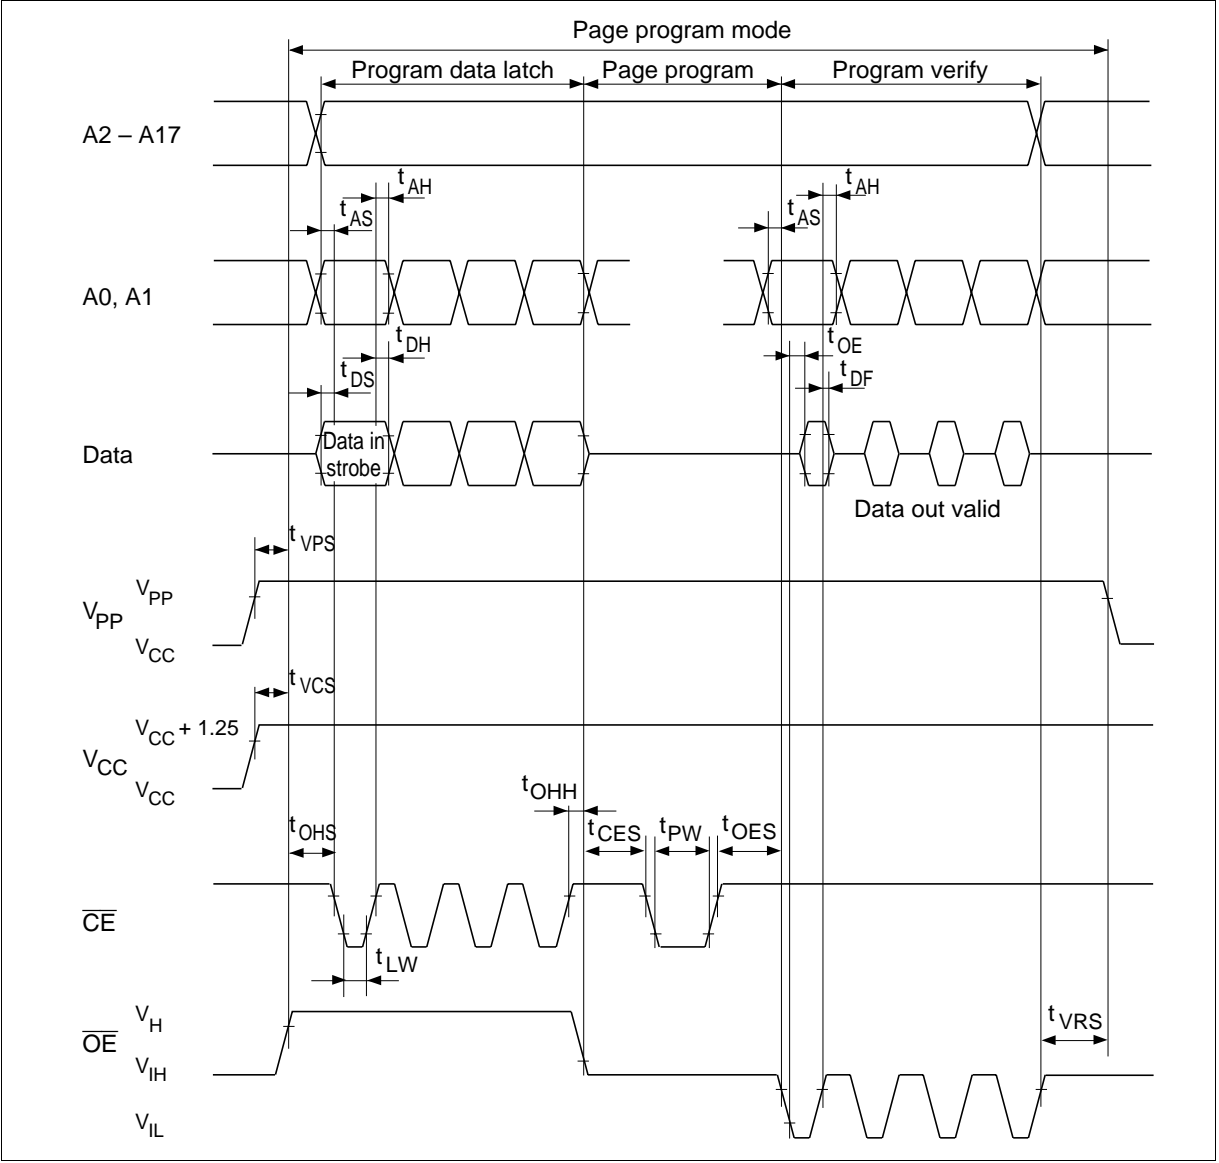 Page program mode
Program data latch Page program Program verify
A2 – A17
tAH tAH
tAS tAS
A0, A1
tDH tOE
tDS tDF
Data
Data in
strobe
Data out valid
tVPS
VPP
VPP
VCC
tVCS
VCC + 1.25
VCC
VCC
tOHH
tOHS tCES tPW tOES
CE
tLW
VH
OE
tVRS
VIH
VIL